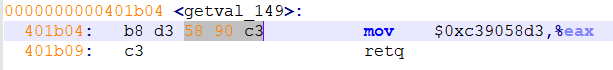 0000000000401b04 <getval_149>:
401b04: b8 d3 58 90 c3 mov $0xc39058d3,%eax
401b09: c3 retq